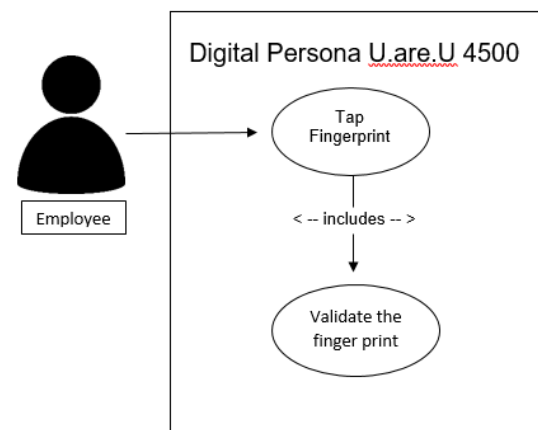 Digital Persona U.are.U 4500
Tap
Fingerprint
Employee
< -- includes -- >
Validate the
finger print